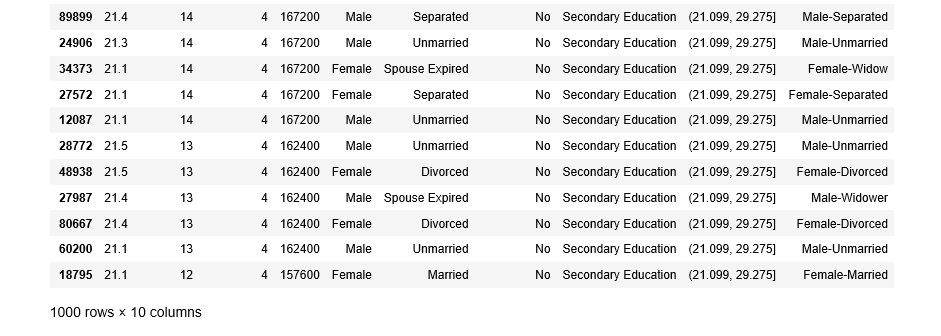 89899 21.4 14 4 167200 Male Separated No Secondary Education (21.099, 29.275] Male-Separated
24906 21.3 14 4 167200 Male Unmarried No Secondary Education (21.099, 29.275] Male-Unmarried
34373 21.1 14 4 167200 Female Spouse Expired No Secondary Education (21.099, 29.275] Female-Widow
27572 21.1 14 4 167200 Female Separated No Secondary Education (21.099, 29.275] Female-Separated
12087 21.1 14 4 167200 Male Unmarried No Secondary Education (21.099, 29.275] Male-Unmarried
28772 21.5 13 4 162400 Male Unmarried No Secondary Education (21.099, 29.275] Male-Unmarried
48938 21.5 13 4 162400 Female Divorced No Secondary Education (21.099, 29.275] Female-Divorced
27987 21.4 13 4 162400 Male Spouse Expired No Secondary Education (21.099, 29.275] Male-Widower
80667 21.4 13 4 162400 Female Divorced No Secondary Education (21.099, 29.275] Female-Divorced
60200 21.1 13 4 162400 Male Unmarried No Secondary Education (21.099, 29.275] Male-Unmarried
18795 21.1 12 4 157600 Female Married No Secondary Education (21.099, 29.275] Female-Married
1000 rows × 10 columns